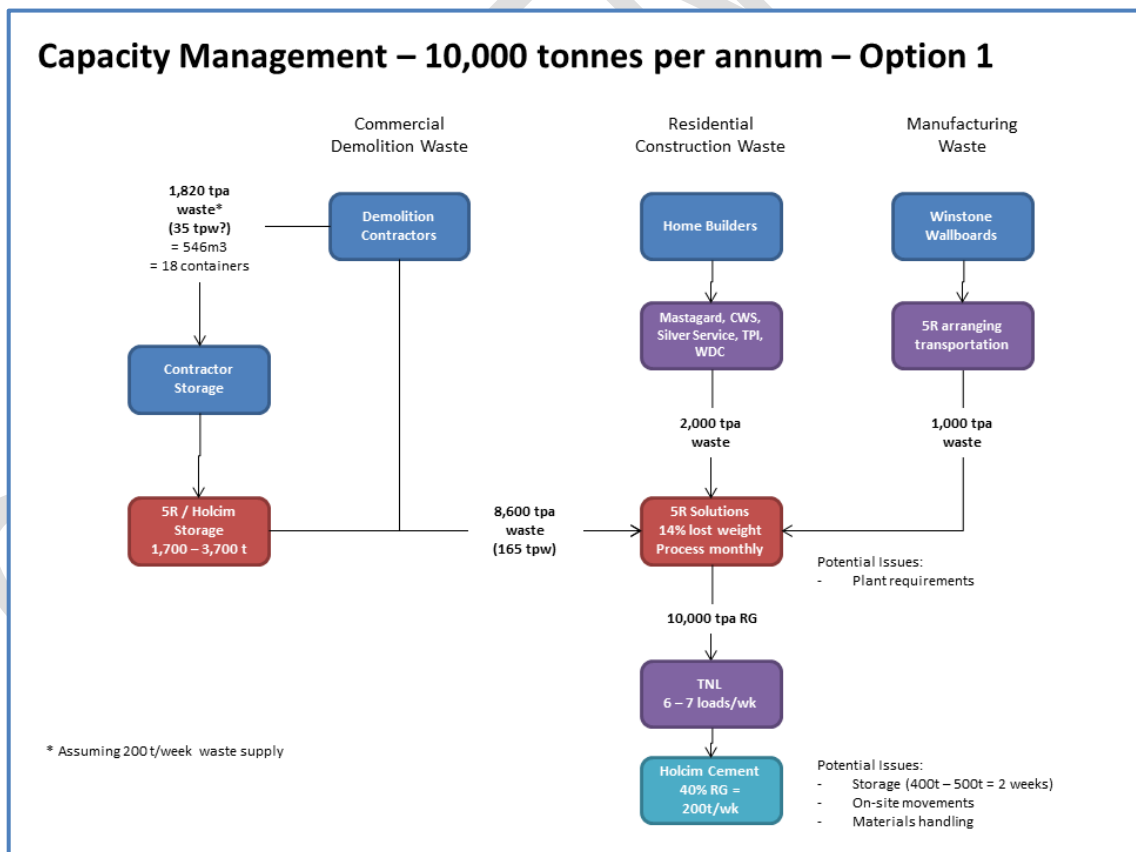 Capacity Management – 10,000 tonnes per annum – Option 1
Commercial
Demolition Waste
Residential
Construction Waste
Manufacturing
Waste
1,820 tpa
waste*
(35 tpw?)
= 546m3
= 18 containers
Demolition
Contractors
Home Builders
Winstone
Wallboards
Mastagard, CWS,
Silver Service, TPI,
WDC
5R arranging
transportation
Contractor
Storage
2,000 tpa
waste
1,000 tpa
waste
5R / Holcim
Storage
1,700 – 3,700 t
8,600 tpa
waste
(165 tpw)
5R Solutions
14% lost weight
Process monthly
Potential Issues:
- Plant requirements
10,000 tpa RG
TNL
6 – 7 loads/wk
* Assuming 200 t/week waste supply
Holcim Cement
40% RG =
200t/wk
Potential Issues:
- Storage (400t – 500t = 2 weeks)
- On-site movements
- Materials handling